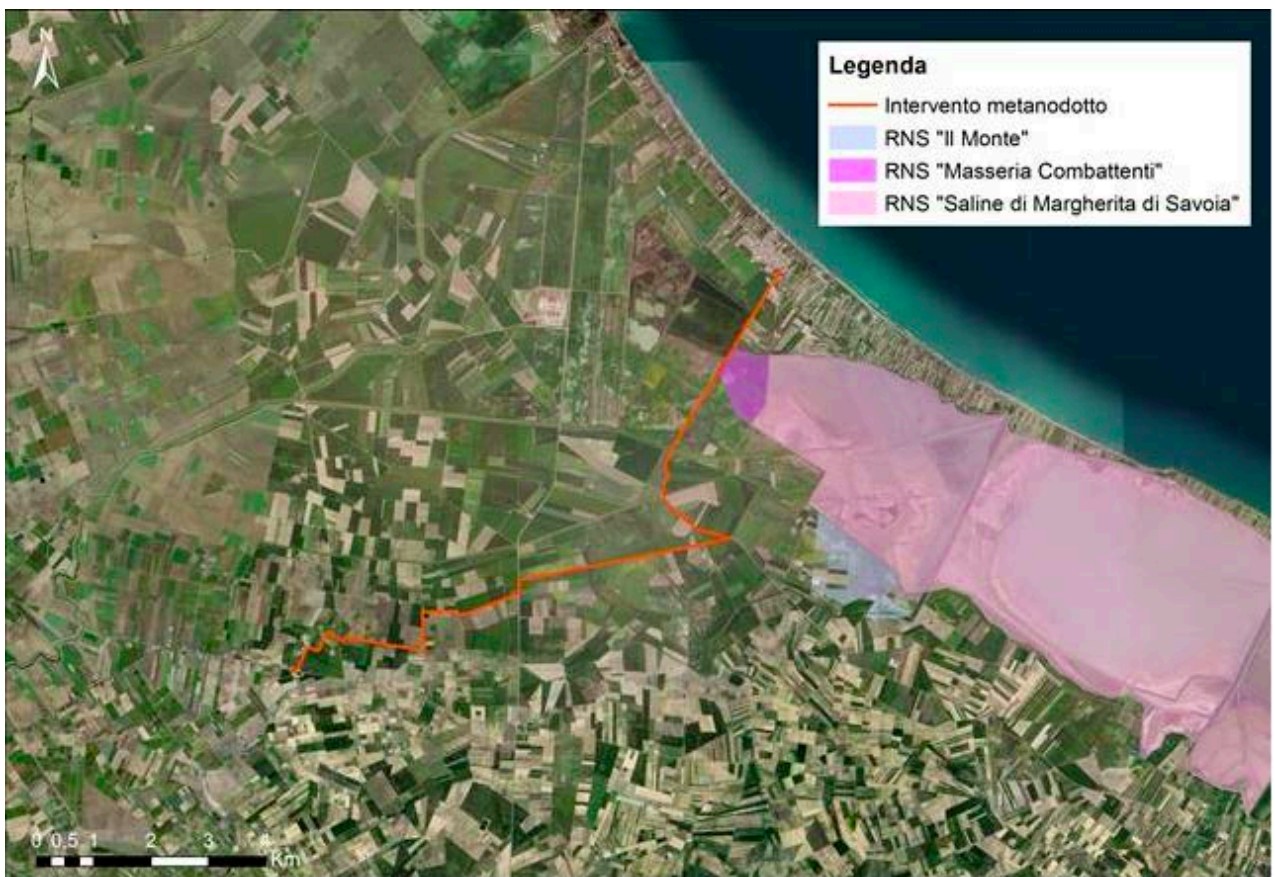 N
Legenda
Intervento metanodotto
RNS "Il Monte"
RNS "Masseria Combattenti"
RNS "Saline di Margherita di Savoia"
0 0,5 1 2 3 4
Km